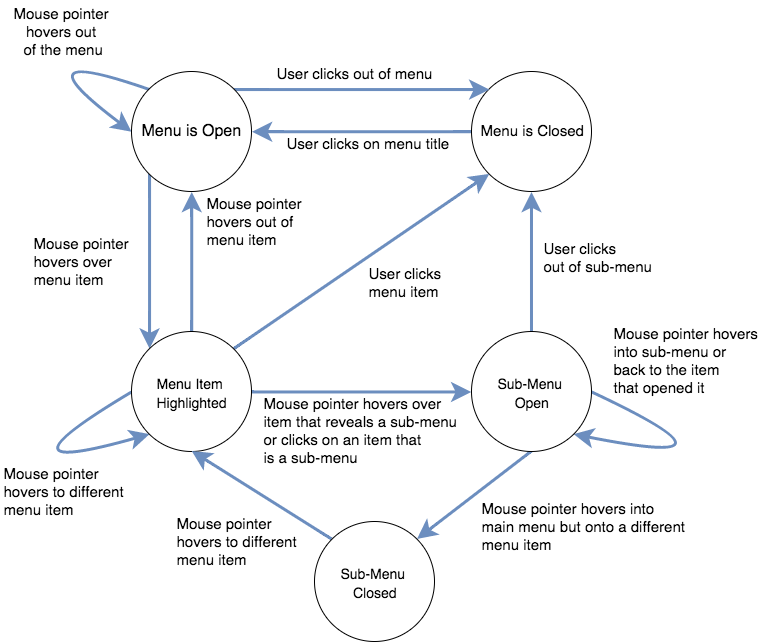 Mouse pointer
hovers out
of the menu
User clicks out of menu
Menu is Open
Menu is Closed
User clicks on menu title
Mouse pointer
hovers out of
menu item
Mouse pointer
hovers over
menu item
User clicks
out of sub-menu
User clicks
menu item
Mouse pointer hovers
into sub-menu or
back to the item
that opened it
Menu Item
Highlighted
Sub-Menu
Open
Mouse pointer hovers over
item that reveals a sub-menu
or clicks on an item that
is a sub-menu
Mouse pointer
hovers to different
menu item
Mouse pointer
hovers to different
menu item
Mouse pointer hovers into
main menu but onto a different
menu item
Sub-Menu
Closed